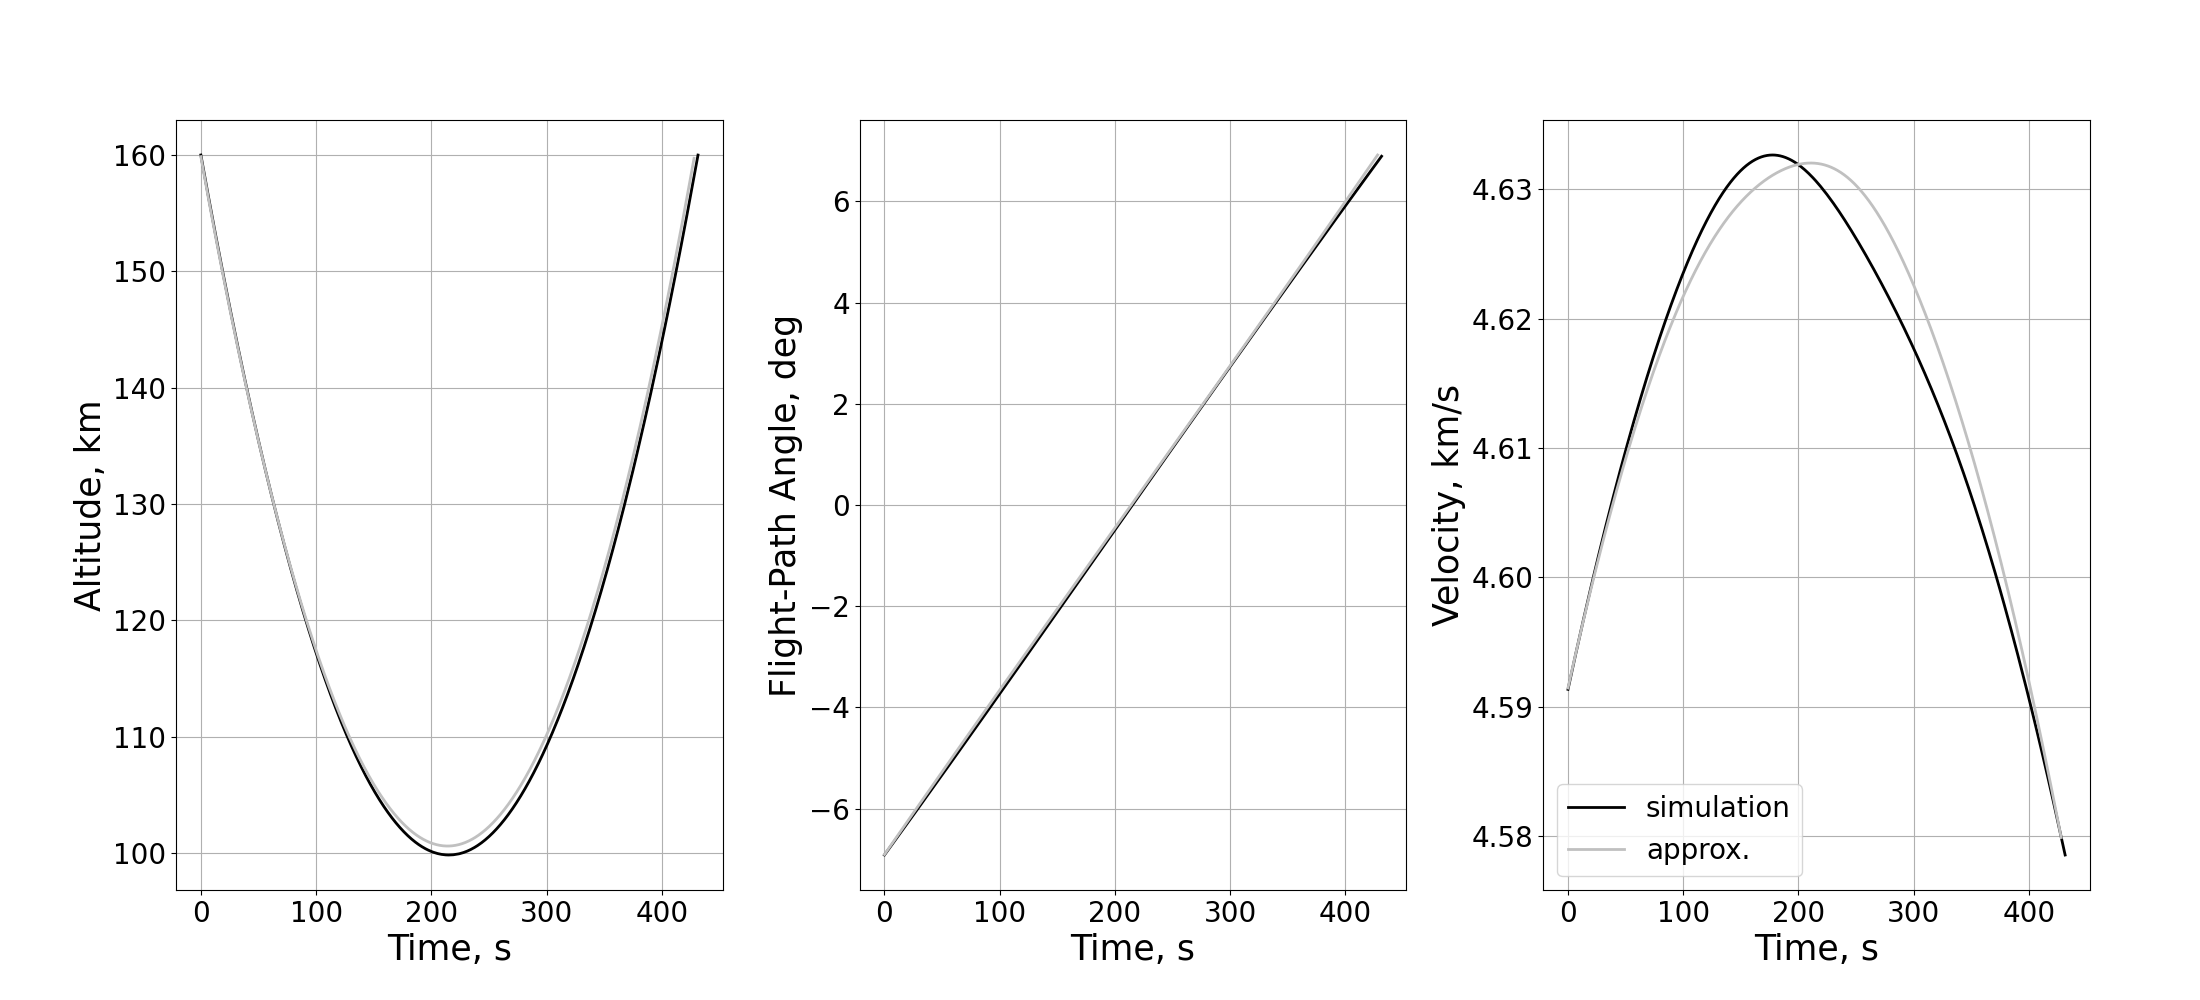 160
150
140
130
120
110
100
0 100 200 300 400
Time, s
Altitude, km
6
4
2
0
−2
−4
−6
0 100 200 300 400
Time, s
Flight-Path Angle, deg
4.63
4.62
4.61
4.60
4.59
4.58
0 100 200 300 400
Time, s
Velocity, km/s
simulation
approx.